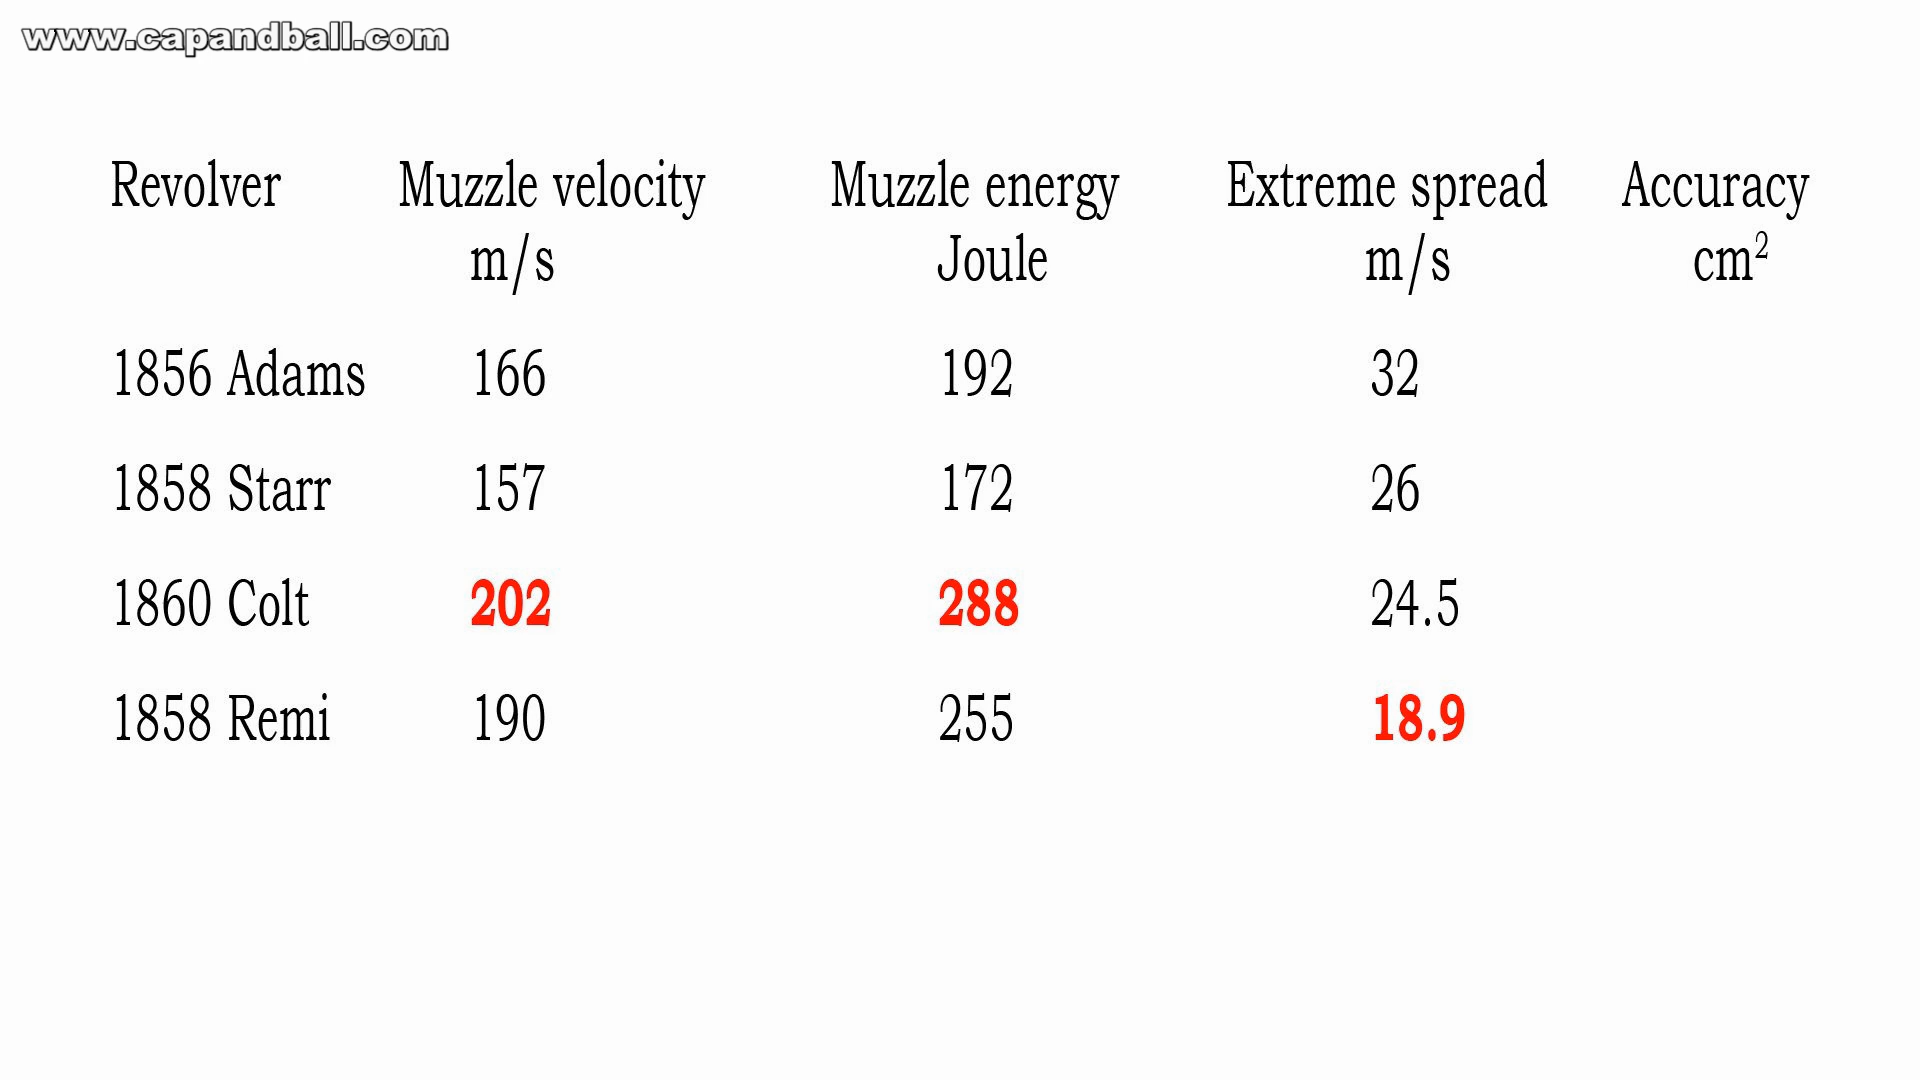 www.capandball.com
Revolver Muzzle velocity Muzzle energy Extreme spread Accuracy
m/s Joule m/s cm²
1856 Adams 166 192 32
1858 Starr 157 172 26
1860 Colt 202 288 24.5
1858 Remi 190 255 18.9